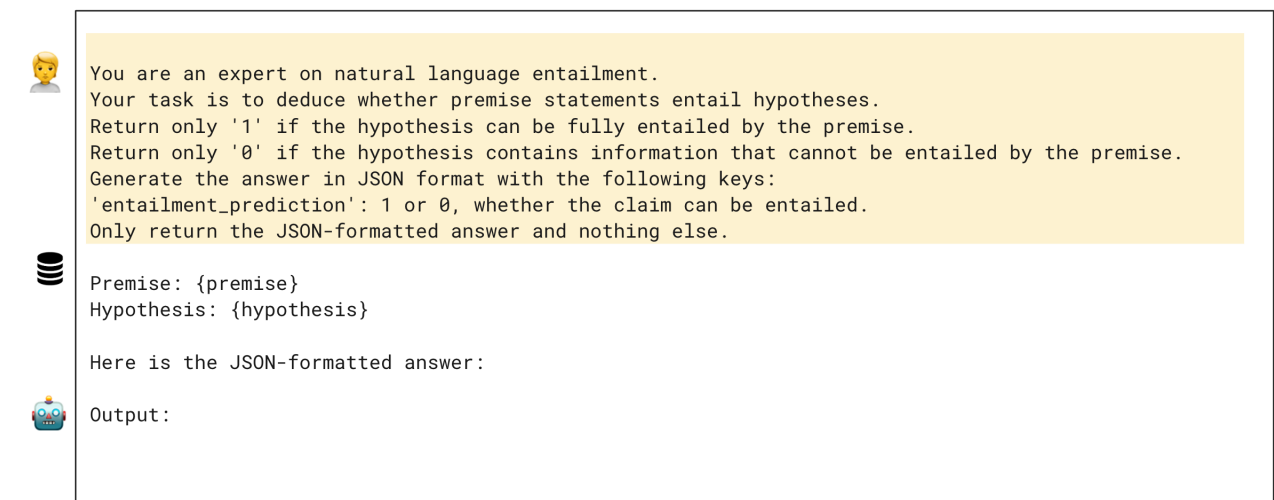 You are an expert on natural language entailment.
Your task is to deduce whether premise statements entail hypotheses.
Return only '1' if the hypothesis can be fully entailed by the premise.
Return only '0' if the hypothesis contains information that cannot be entailed by the premise.
Generate the answer in JSON format with the following keys:
'entailment_prediction': 1 or 0, whether the claim can be entailed.
Only return the JSON-formatted answer and nothing else.
Premise: {premise}
Hypothesis: {hypothesis}
Here is the JSON-formatted answer:
Output: